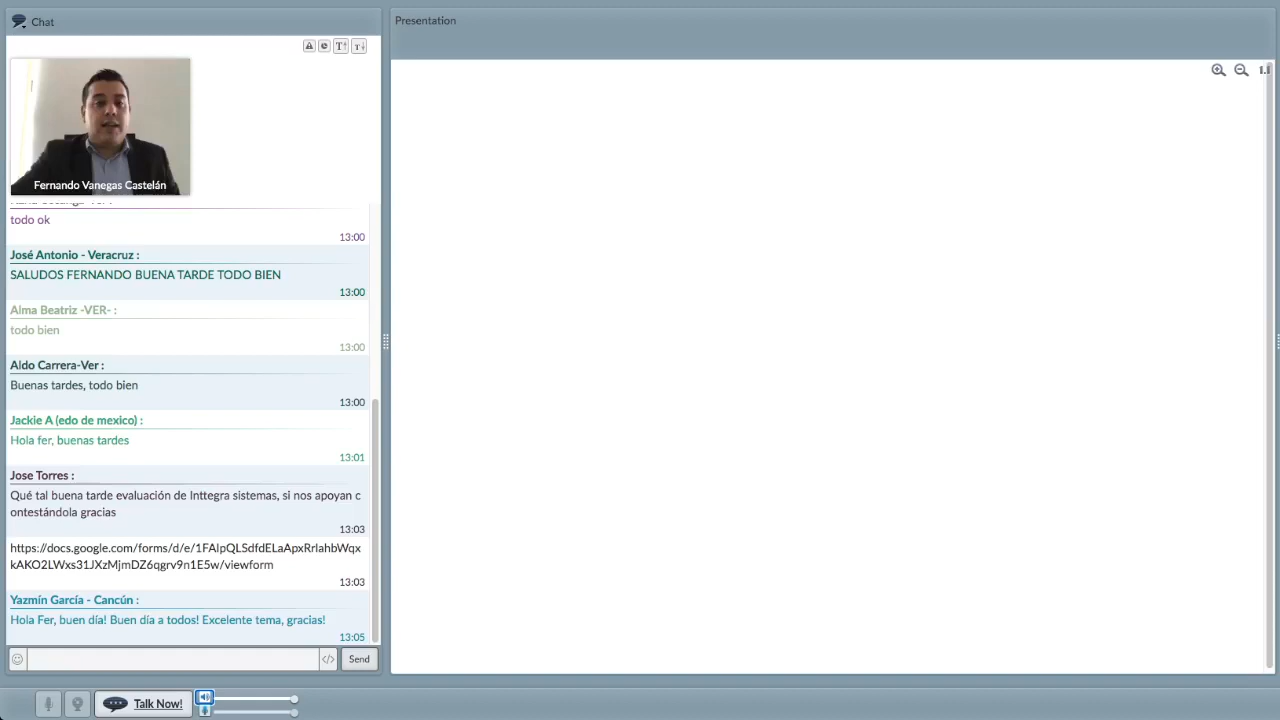 Chat
Presentation
Fernando Vanegas Castelán
todo ok
13:00
José Antonio - Veracruz :
SALUDOS FERNANDO BUENA TARDE TODO BIEN
13:00
Alma Beatriz -VER- :
todo bien
13:00
Aldo Carrera-Ver :
Buenas tardes, todo bien
13:00
Jackie A (edo de mexico) :
Hola fer, buenas tardes
13:01
Jose Torres :
Qué tal buena tarde evaluación de Inttegra sistemas, si nos apoyan c
ontestándola gracias
13:03
https://docs.google.com/forms/d/e/1FAIpQLSdfdELaApxRrlahbWqx
kAKO2LWxs31JXzMjmDZ6qgrv9n1E5w/viewform
13:03
Yazmín García - Cancún :
Hola Fer, buen día! Buen día a todos! Excelente tema, gracias!
13:05
Send
Talk Now!